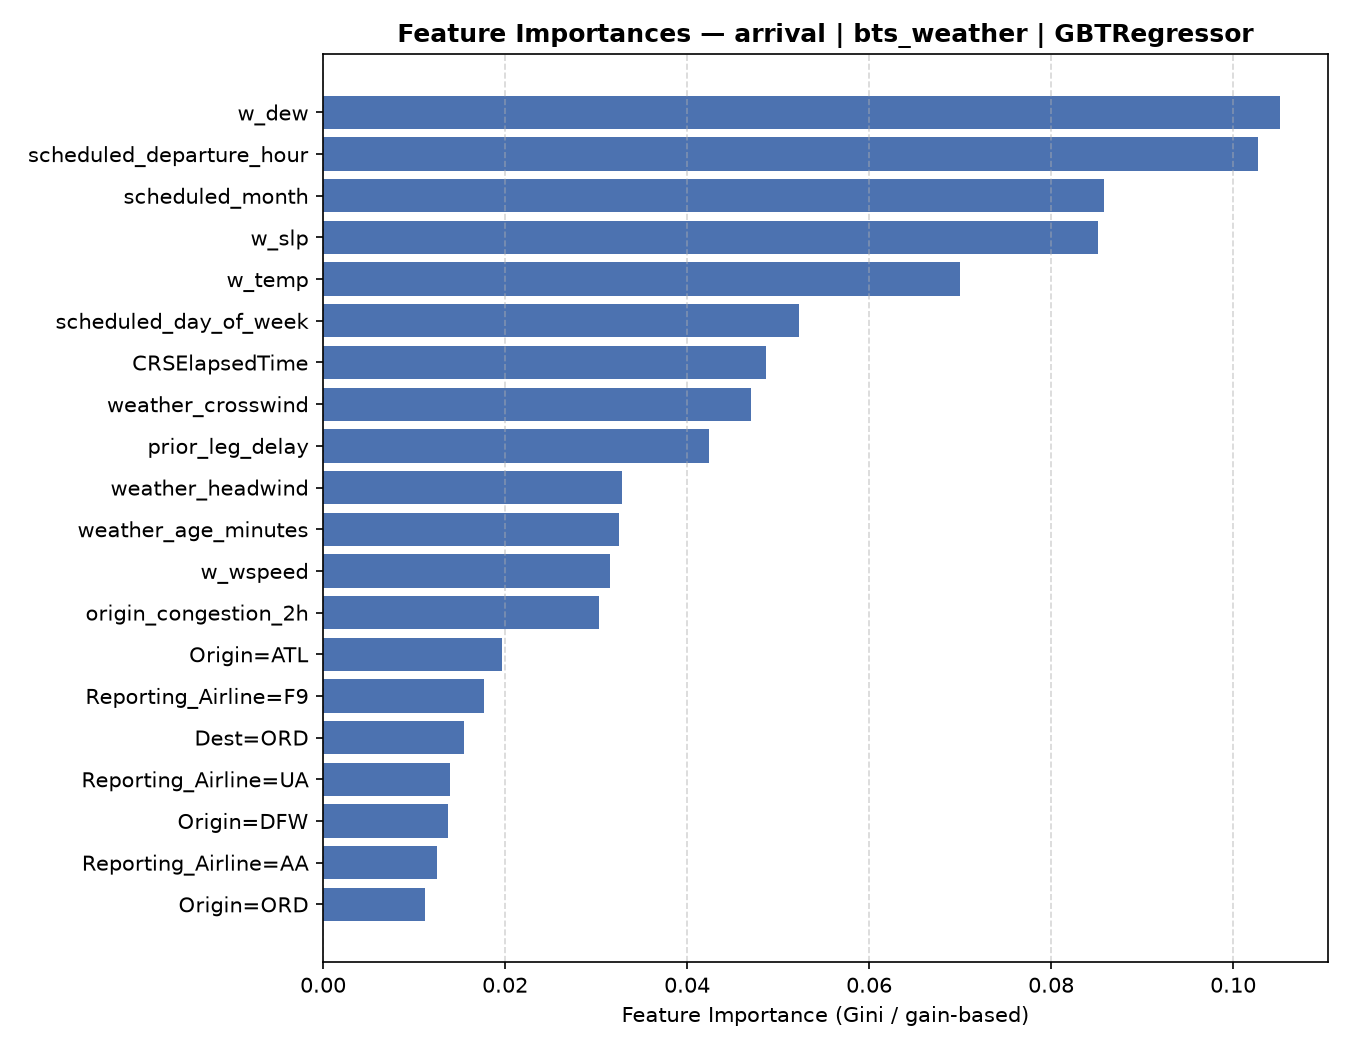 Feature Importances — arrival | bts_weather | GBTRegressor
w_dew
scheduled_departure_hour
scheduled_month
w_slp
w_temp
scheduled_day_of_week
CRSElapsedTime
weather_crosswind
prior_leg_delay
weather_headwind
weather_age_minutes
w_wspeed
origin_congestion_2h
Origin=ATL
Reporting_Airline=F9
Dest=ORD
Reporting_Airline=UA
Origin=DFW
Reporting_Airline=AA
Origin=ORD
0.00 0.02 0.04 0.06 0.08 0.10
Feature Importance (Gini / gain-based)